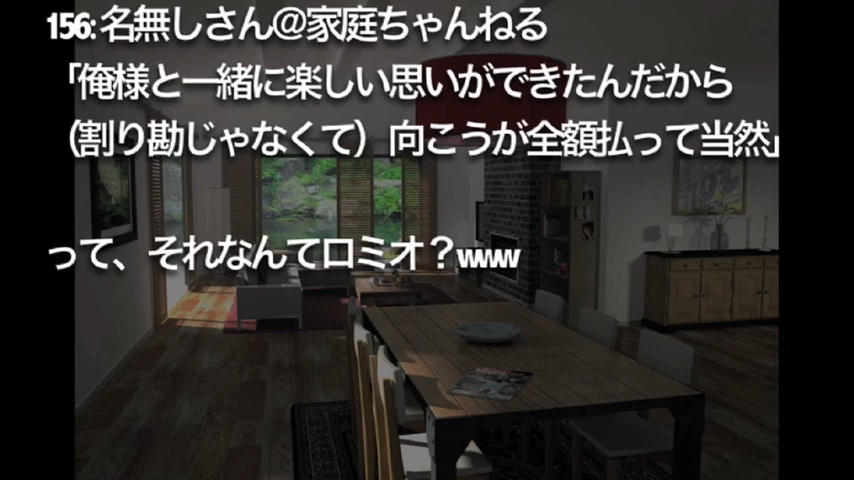 156: 名無しさん@家庭ちゃんねる
「俺様と一緒に楽しい思いができたんだから
（割り勘じゃなくて）向こうが全額払って当然」
って、それなんてロミオ？www